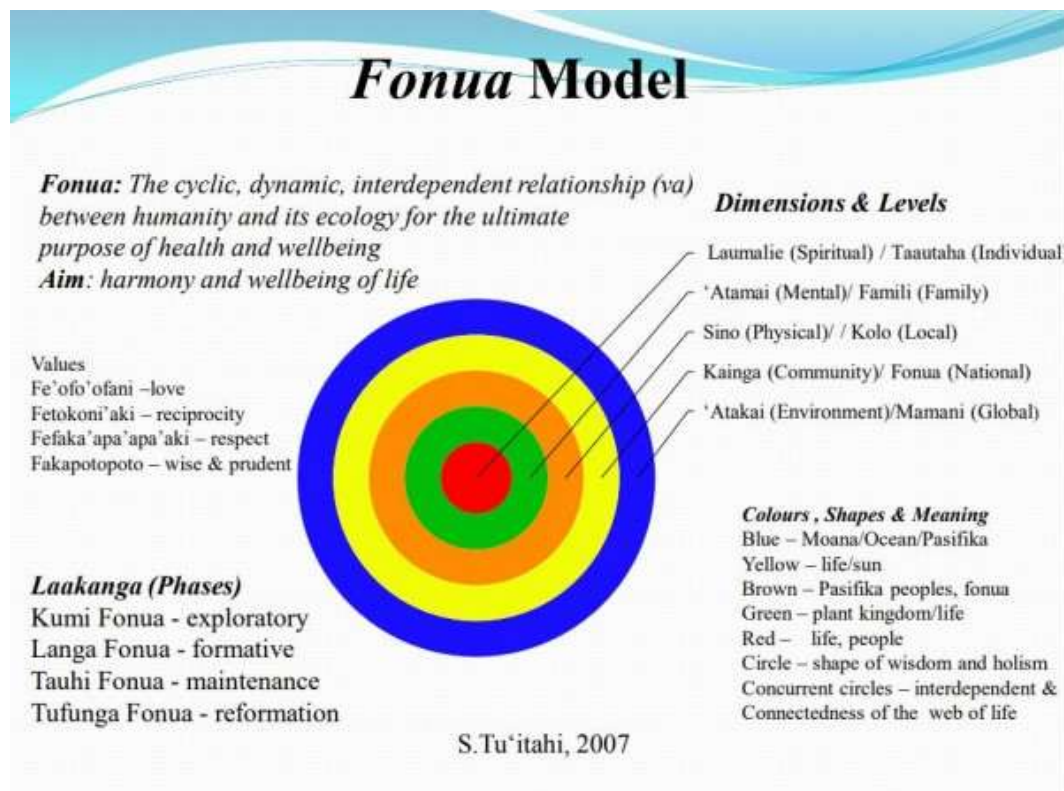 Fonua Model
Fonua: The cyclic, dynamic, interdependent relationship (va)
between humanity and its ecology for the ultimate
purpose of health and wellbeing
Aim: harmony and wellbeing of life
Dimensions & Levels
Laumalie (Spiritual) / Taautaha (Individual
‘Atamai (Mental)/ Famili (Family)
Sino (Physical)/ / Kolo (Local)
Kainga (Community)/ Fonua (National)
‘Atakai (Environment)/Mamani (Global)
Values
Fe’ofo’ofani –love
Fetokoni’aki – reciprocity
Fefaka’apa’apa’aki – respect
Fakapotopoto – wise & prudent
Laakanga (Phases)
Kumi Fonua - exploratory
Langa Fonua - formative
Tauhi Fonua - maintenance
Tufunga Fonua - reformation
Colours , Shapes & Meaning
Blue – Moana/Ocean/Pasifika
Yellow – life/sun
Brown – Pasifika peoples, fonua
Green – plant kingdom/life
Red – life, people
Circle – shape of wisdom and holism
Concurrent circles – interdependent &
Connectedness of the web of life
S.Tu‘itahi, 2007